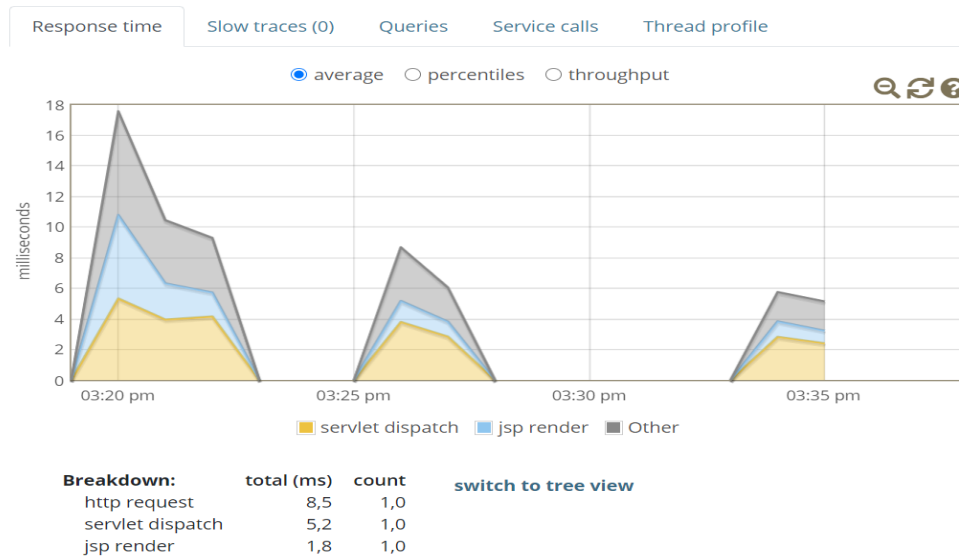 Response time Slow traces (0) Queries Service calls Thread profile
average percentiles throughput
18
16
14
12
10
8
6
4
2
0
milliseconds
03:20 pm 03:25 pm 03:30 pm 03:35 pm
servlet dispatch jsp render Other
Breakdown: total (ms) count switch to tree view
http request 8,5 1,0
servlet dispatch 5,2 1,0
jsp render 1,8 1,0